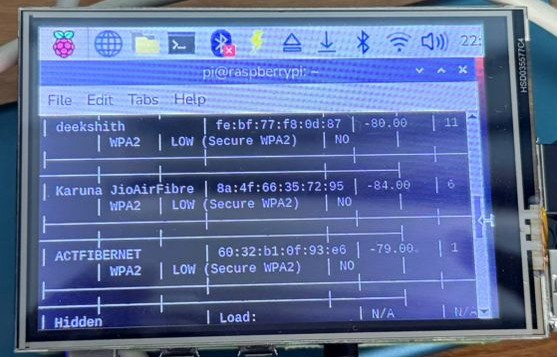 22:
pi@raspberrypi: ~
File Edit Tabs Help
| deekshith | fe:bf:77:f8:0d:87 | -80.00 | 11
| WPA2 | LOW (Secure WPA2) | NO
| Karuna JioAirFibre | 8a:4f:66:35:72:95 | -84.00 | 6
| WPA2 | LOW (Secure WPA2) | NO
| ACTFIBERNET | 60:32:b1:0f:93:e6 | -79.00 | 1
| WPA2 | LOW (Secure WPA2) | NO
| Hidden | Load: | N/A | N/A
HSD035577C4